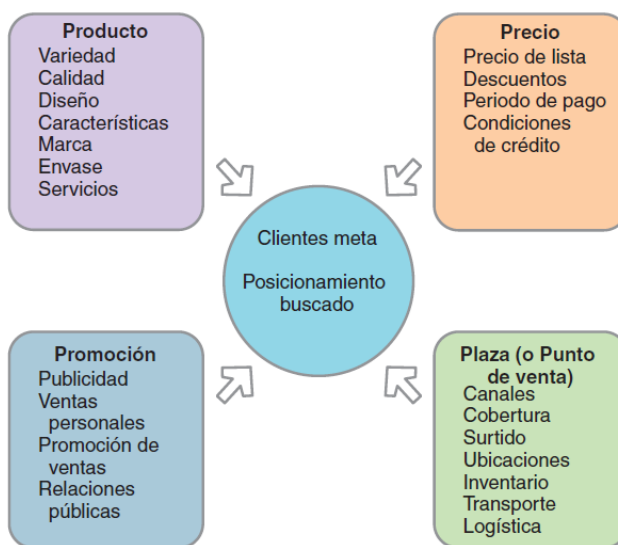 Producto
Variedad
Calidad
Diseño
Características
Marca
Envase
Servicios
Precio
Precio de lista
Descuentos
Periodo de pago
Condiciones
de crédito
Clientes meta
Posicionamiento
buscado
Promoción
Publicidad
Ventas
personales
Promoción de
ventas
Relaciones
públicas
Plaza (o Punto
de venta)
Canales
Cobertura
Surtido
Ubicaciones
Inventario
Transporte
Logística